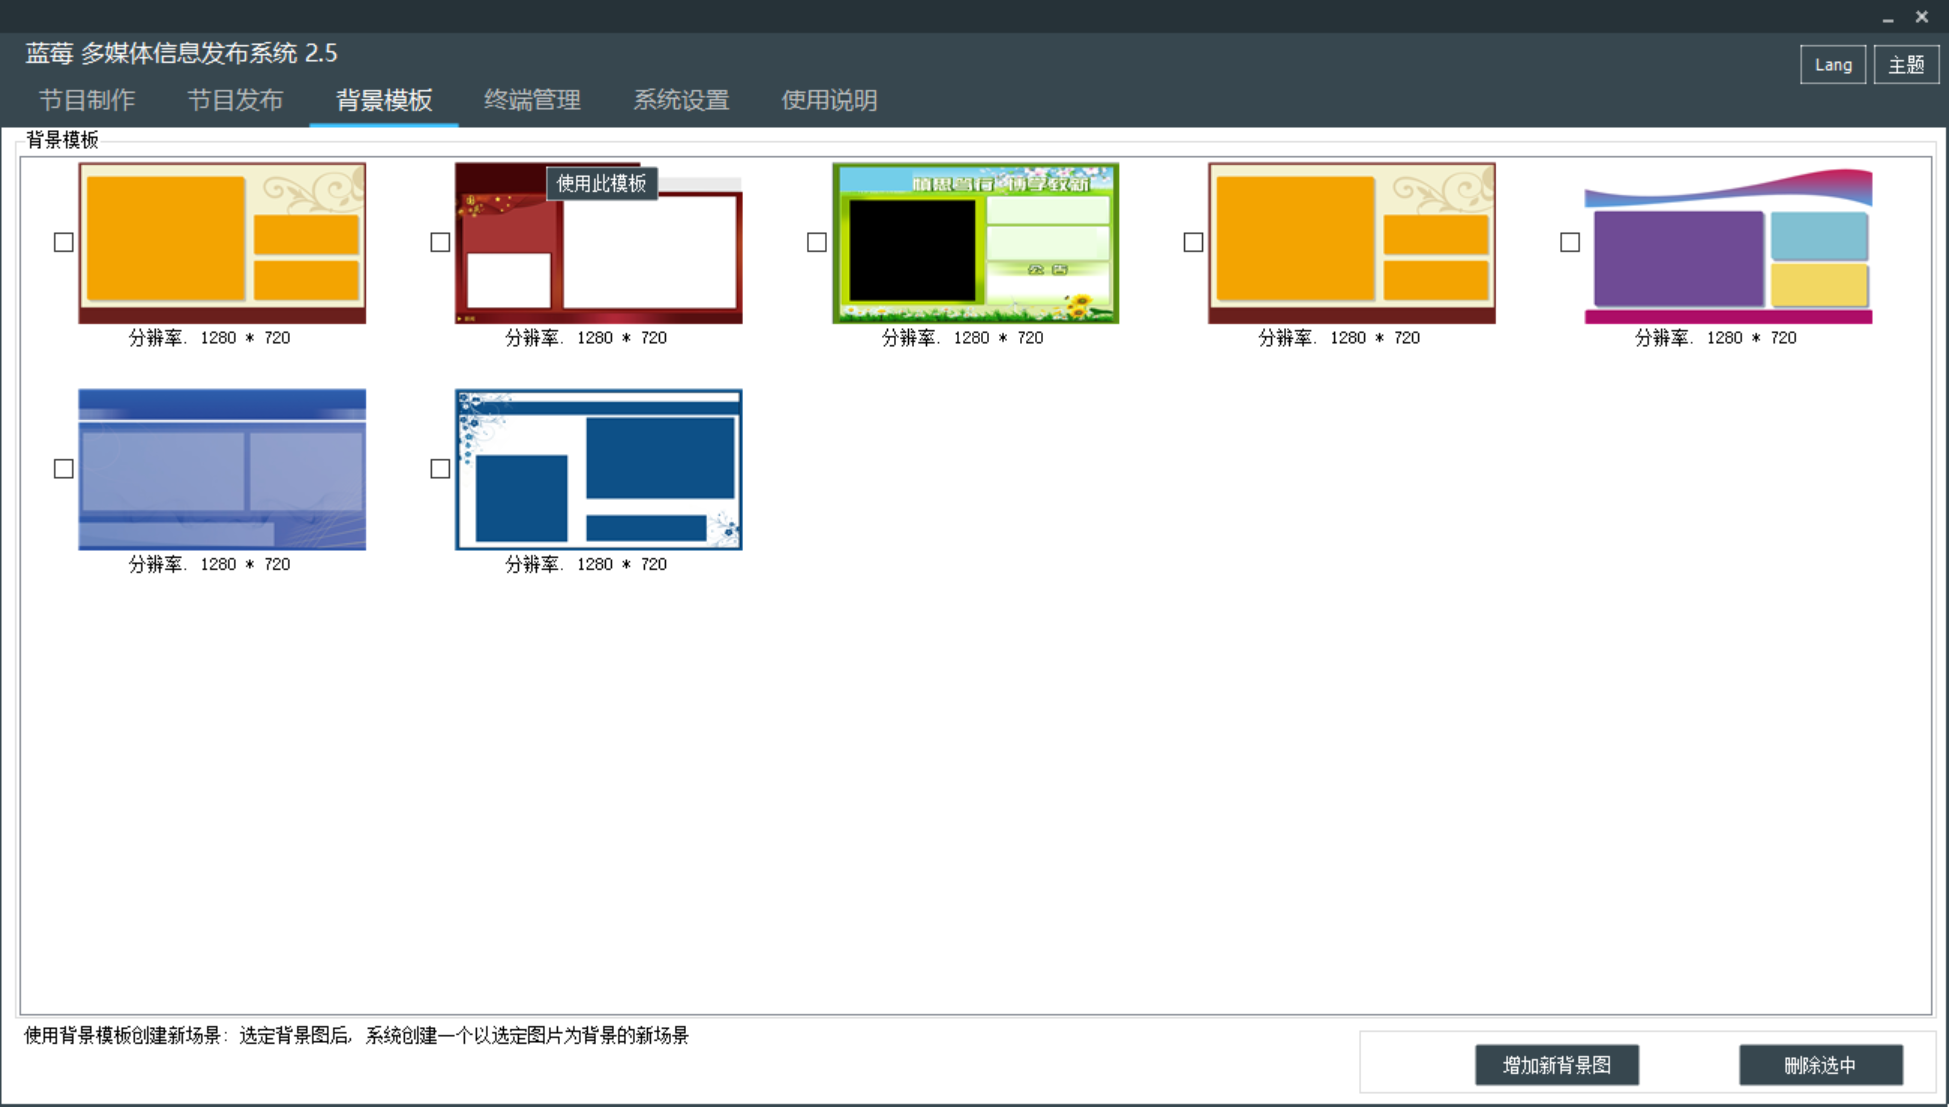 蓝莓 多媒体信息发布系统 2.5
Lang 主题
节目制作 节目发布 背景模板 终端管理 系统设置 使用说明
背景模板
使用此模板
慎思笃行 博学致新
公告
分辨率. 1280 * 720 分辨率. 1280 * 720 分辨率. 1280 * 720 分辨率. 1280 * 720 分辨率. 1280 * 720
分辨率. 1280 * 720 分辨率. 1280 * 720
使用背景模板创建新场景：选定背景图后，系统创建一个以选定图片为背景的新场景
增加新背景图 删除选中